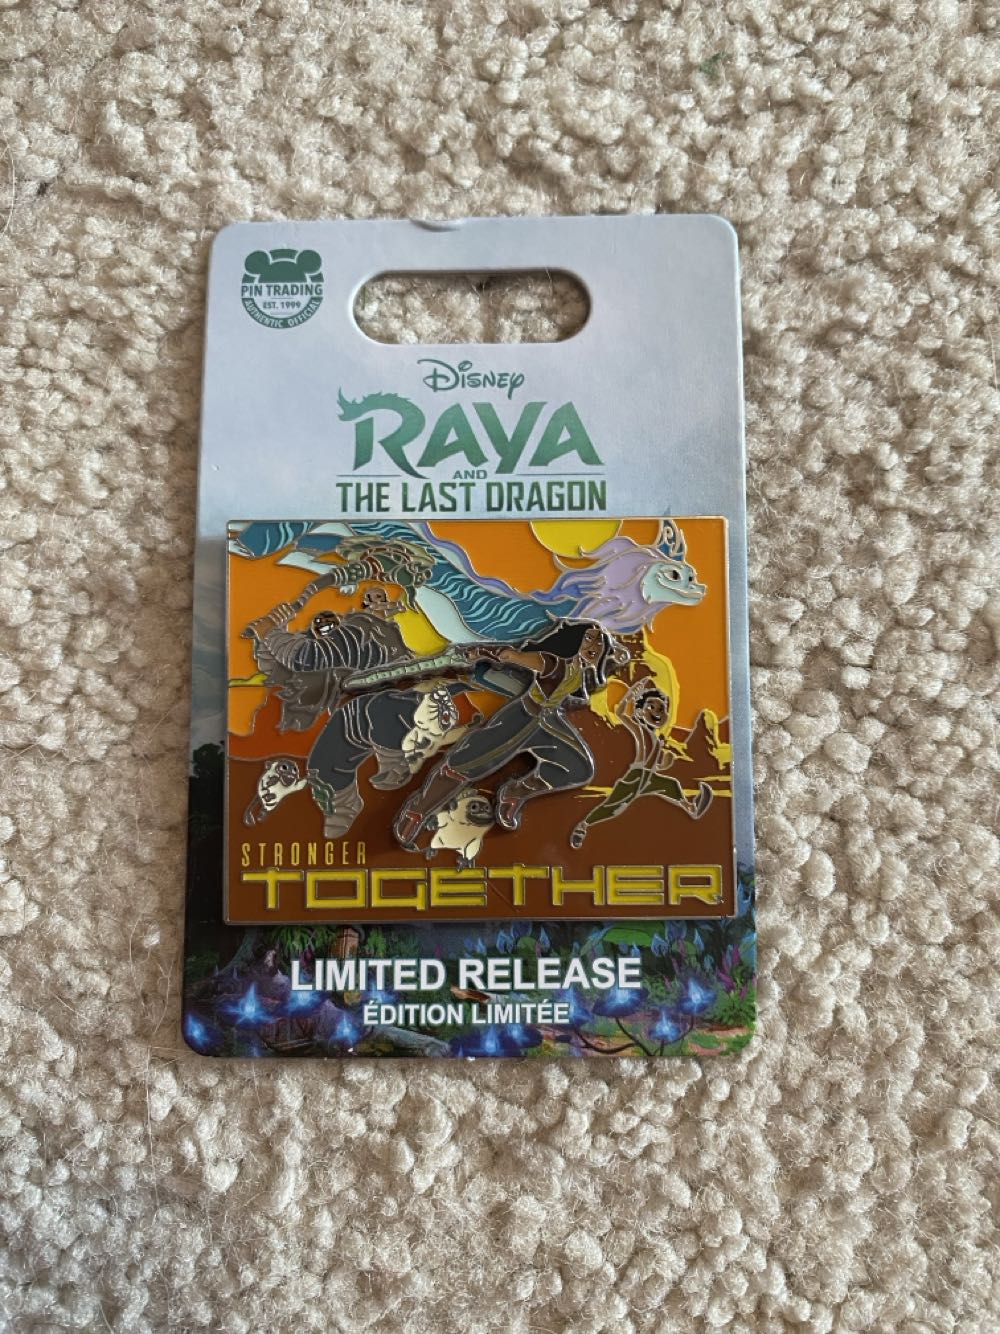 PIN TRADING
EST. 1999
AUTHENTIC OFFICIAL
Disney
RAYA
AND
THE LAST DRAGON
STRONGER
TOGETHER
LIMITED RELEASE
ÉDITION LIMITÉE